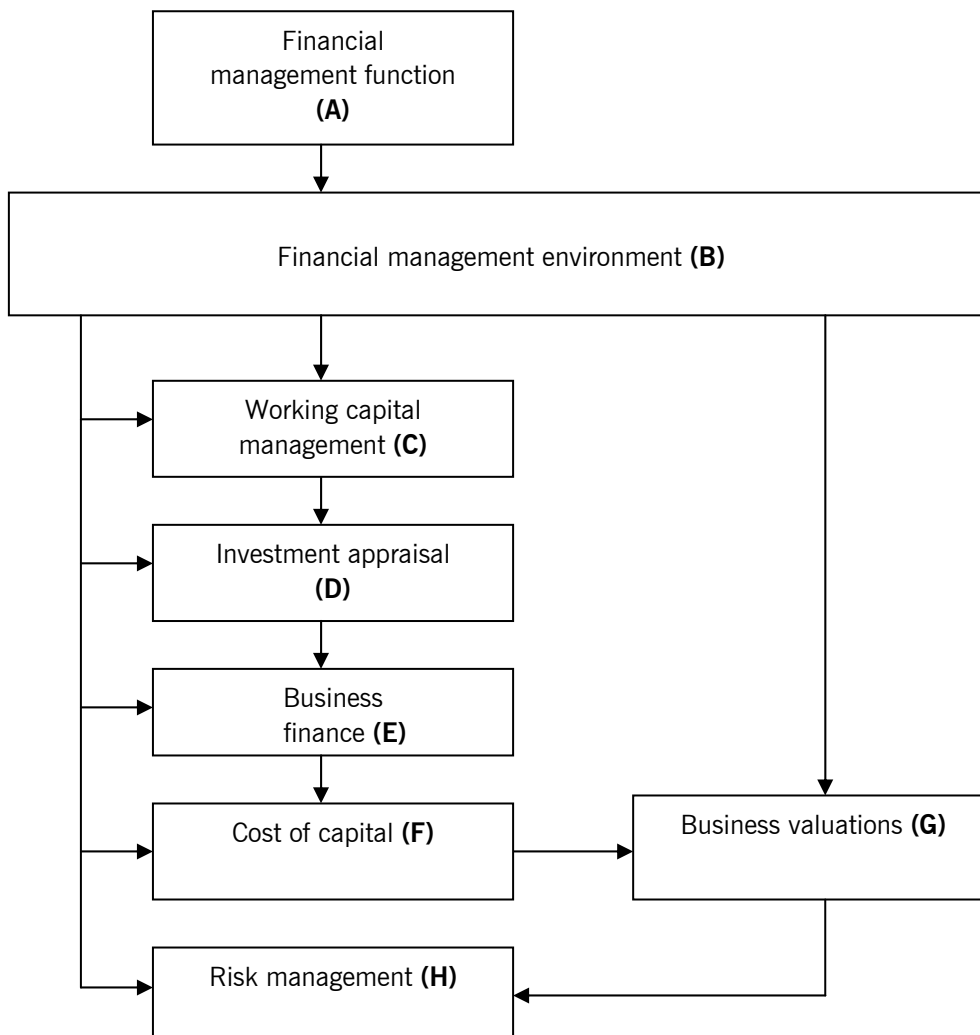 Financial
management function
(A)
Financial management environment (B)
Working capital
management (C)
Investment appraisal
(D)
Business
finance (E)
Cost of capital (F)
Business valuations (G)
Risk management (H)